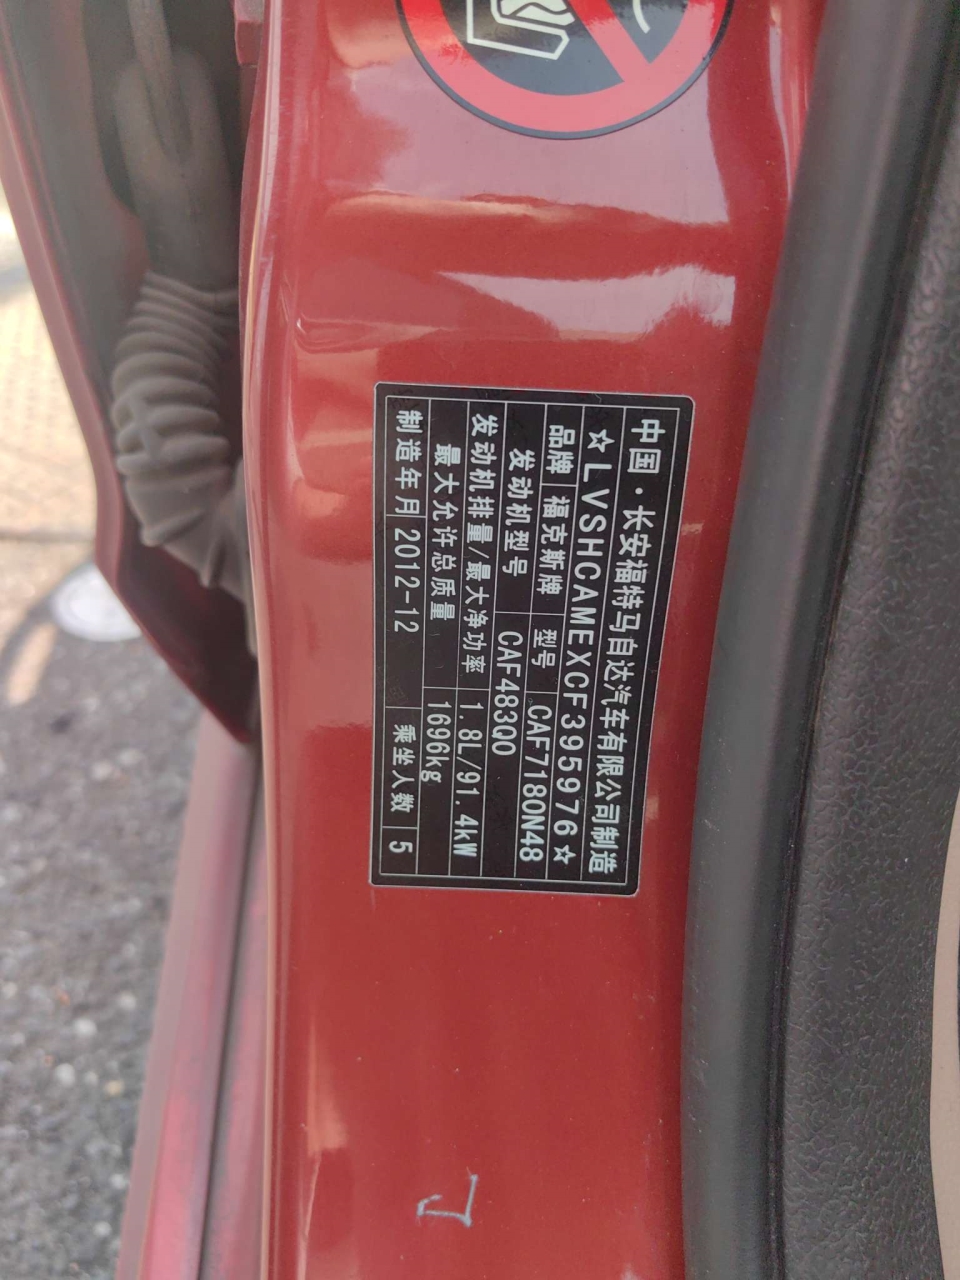 中国·长安福特马自达汽车有限公司制造
☆LVSHCAMEXCF395976☆
品牌 福克斯牌 型号 CAF7180N48
发动机型号 CAF483Q0
发动机排量/最大净功率 1.8L/91.4kW
最大允许总质量 1696kg
制造年月 2012-12 乘坐人数 5